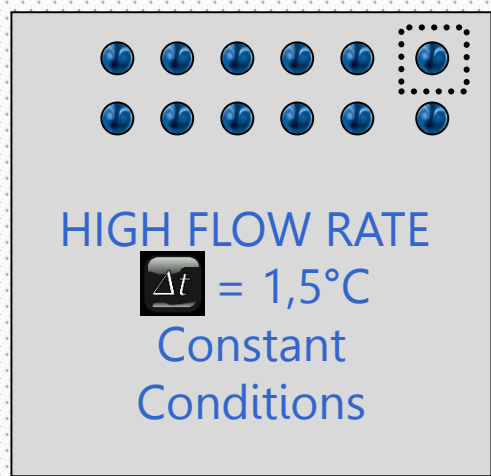 HIGH FLOW RATE
Δt = 1,5°C
Constant
Conditions